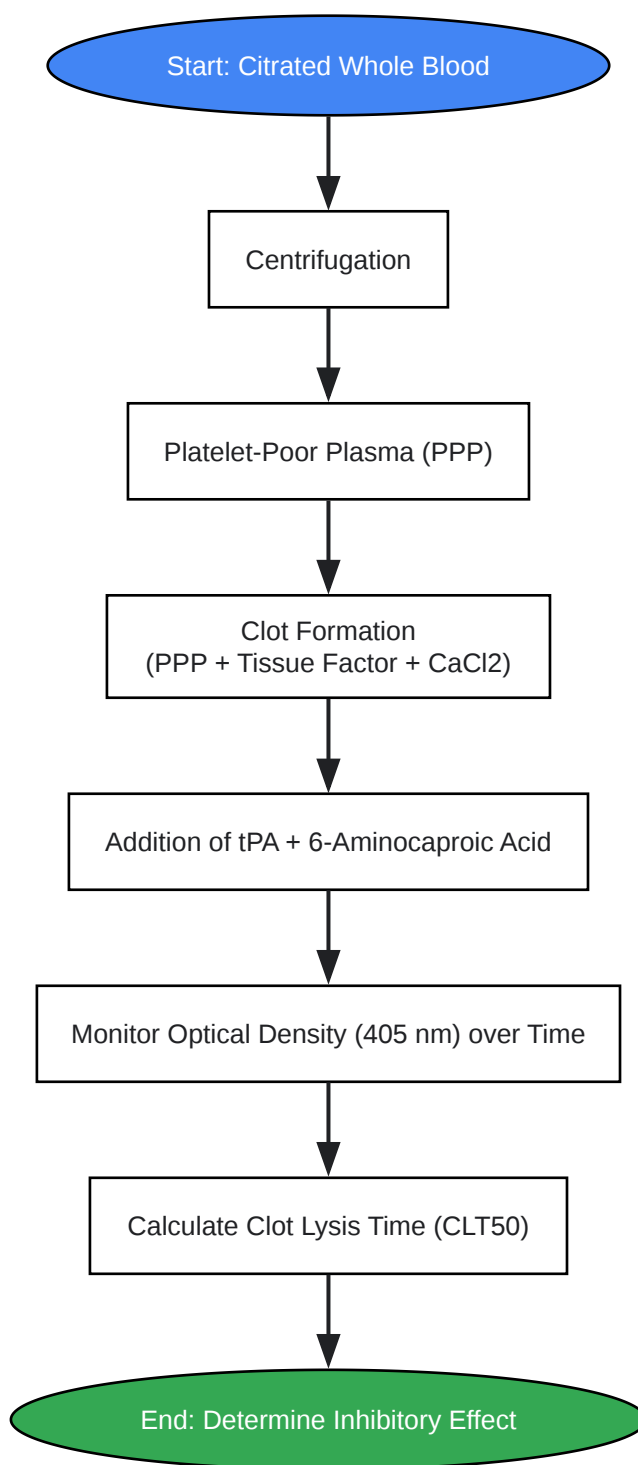 Start: Citrated Whole Blood
Centrifugation
Platelet-Poor Plasma (PPP)
Clot Formation
(PPP + Tissue Factor + CaCl2)
Addition of tPA + 6-Aminocaproic Acid
Monitor Optical Density (405 nm) over Time
Calculate Clot Lysis Time (CLT50)
End: Determine Inhibitory Effect